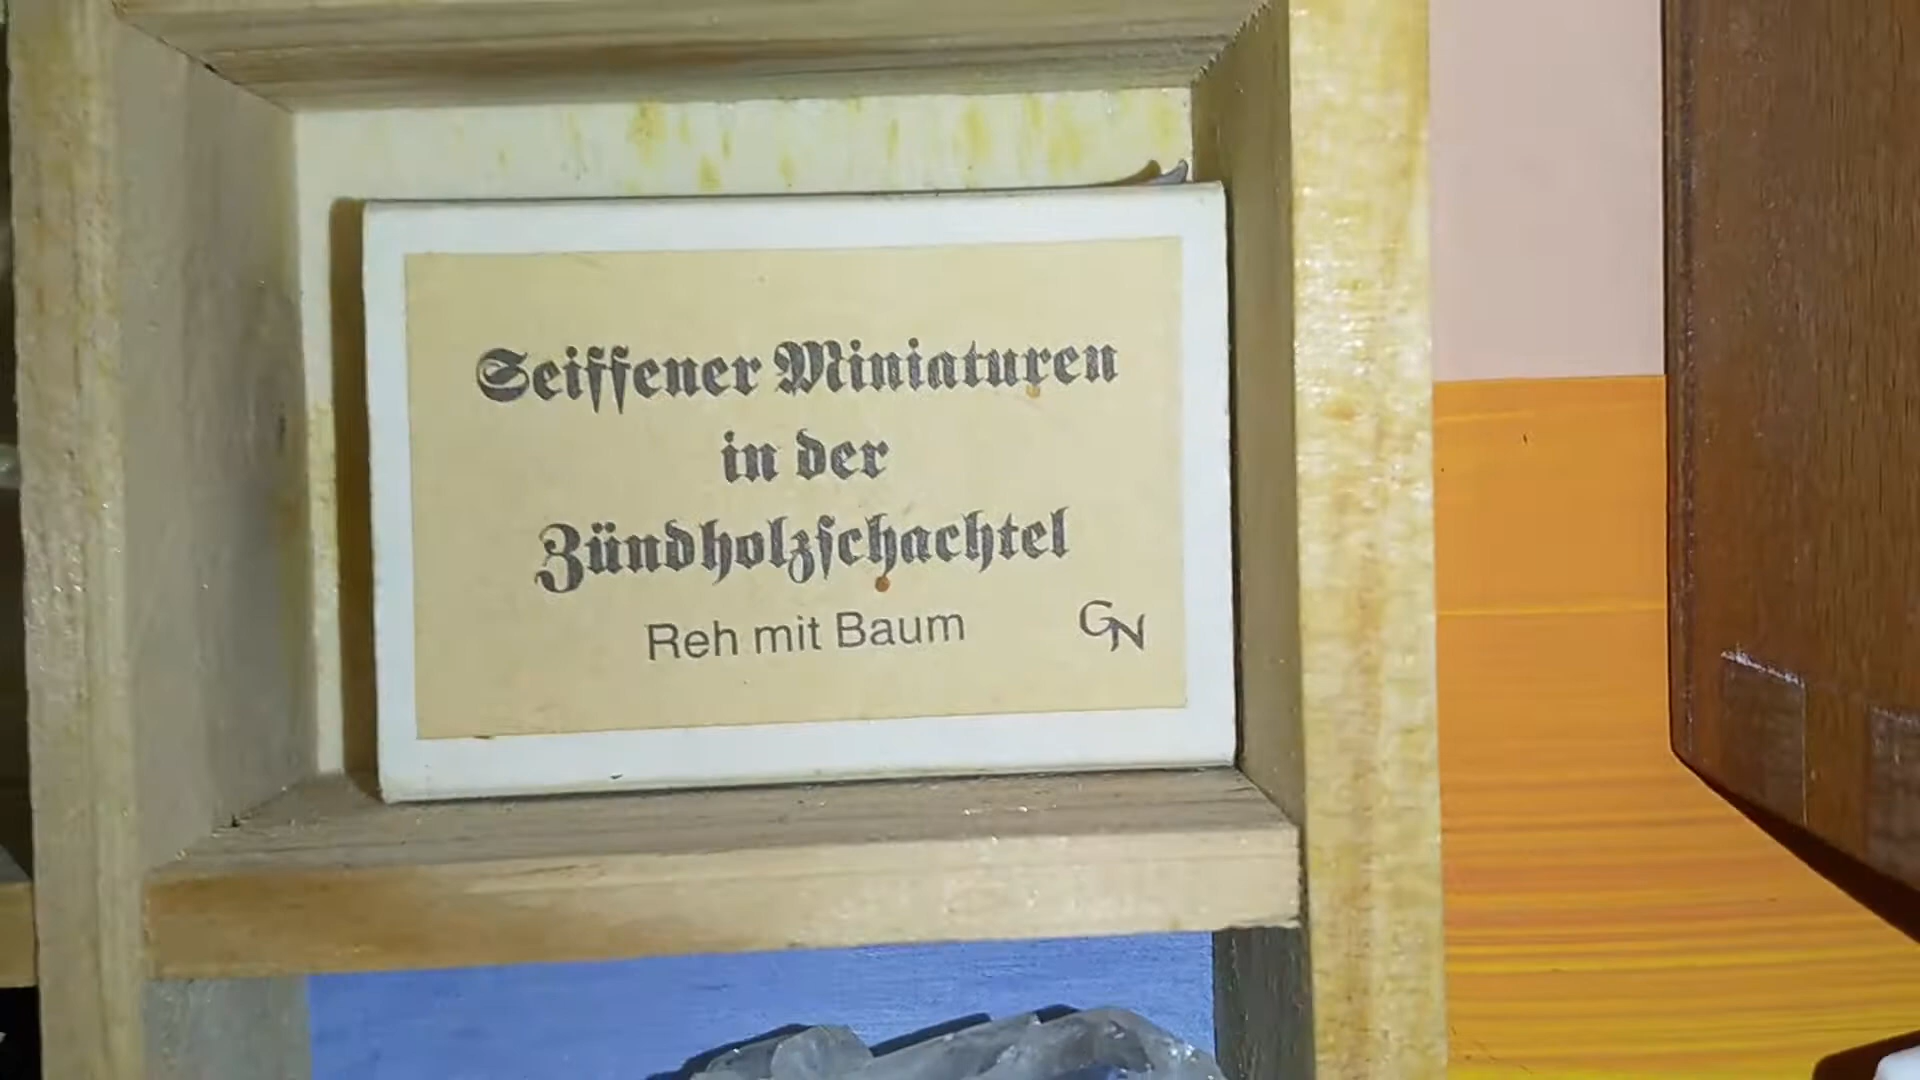 Seiffener Miniaturen
in der
Zündholzschachtel
Reh mit Baum
GN